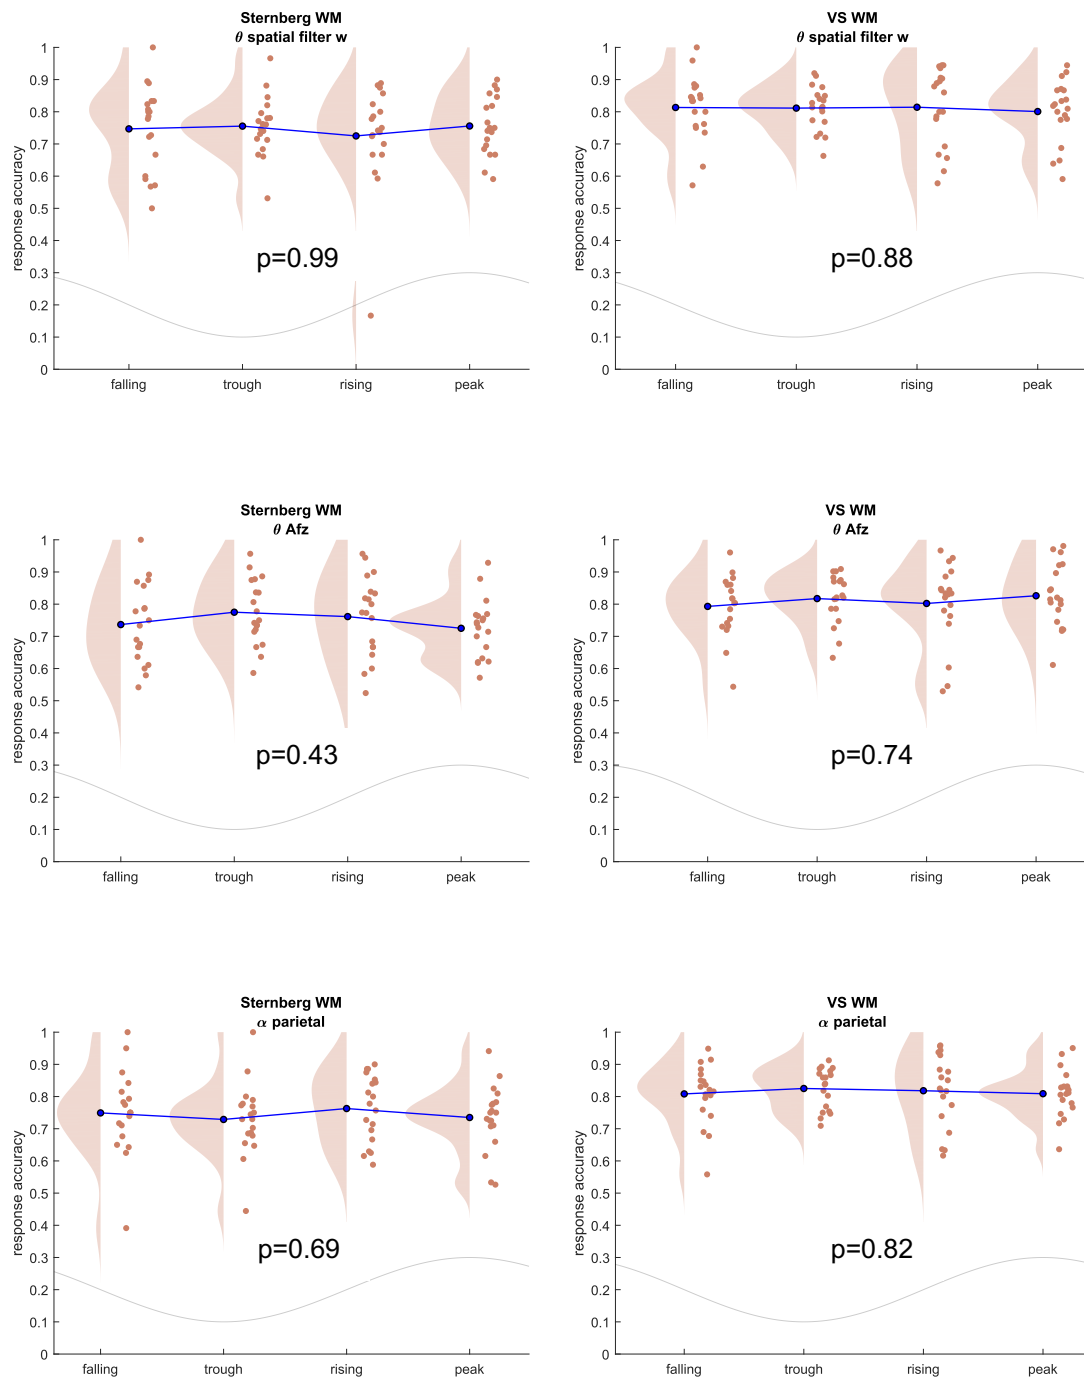 Sternberg WM
θ spatial filter w
response accuracy
1
0.9
0.8
0.7
0.6
0.5
0.4
0.3
0.2
0.1
0
p=0.99
falling trough rising peak
VS WM
θ spatial filter w
response accuracy
1
0.9
0.8
0.7
0.6
0.5
0.4
0.3
0.2
0.1
0
p=0.88
falling trough rising peak
Sternberg WM
θ Afz
response accuracy
1
0.9
0.8
0.7
0.6
0.5
0.4
0.3
0.2
0.1
0
p=0.43
falling trough rising peak
VS WM
θ Afz
response accuracy
1
0.9
0.8
0.7
0.6
0.5
0.4
0.3
0.2
0.1
0
p=0.74
falling trough rising peak
Sternberg WM
α parietal
response accuracy
1
0.9
0.8
0.7
0.6
0.5
0.4
0.3
0.2
0.1
0
p=0.69
falling trough rising peak
VS WM
α parietal
response accuracy
1
0.9
0.8
0.7
0.6
0.5
0.4
0.3
0.2
0.1
0
p=0.82
falling trough rising peak